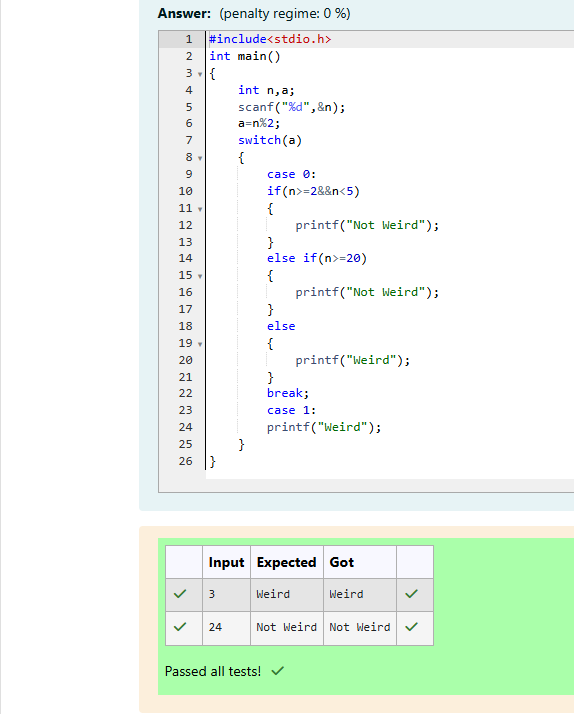 Answer: (penalty regime: 0 %)
1 #include<stdio.h>
2 int main()
3 {
4 int n,a;
5 scanf("%d",&n);
6 a=n%2;
7 switch(a)
8 {
9 case 0:
10 if(n>=2&&n<5)
11 {
12 printf("Not Weird");
13 }
14 else if(n>=20)
15 {
16 printf("Not Weird");
17 }
18 else
19 {
20 printf("Weird");
21 }
22 break;
23 case 1:
24 printf("Weird");
25 }
26 }
Input Expected Got
3 Weird Weird
24 Not Weird Not Weird
Passed all tests!